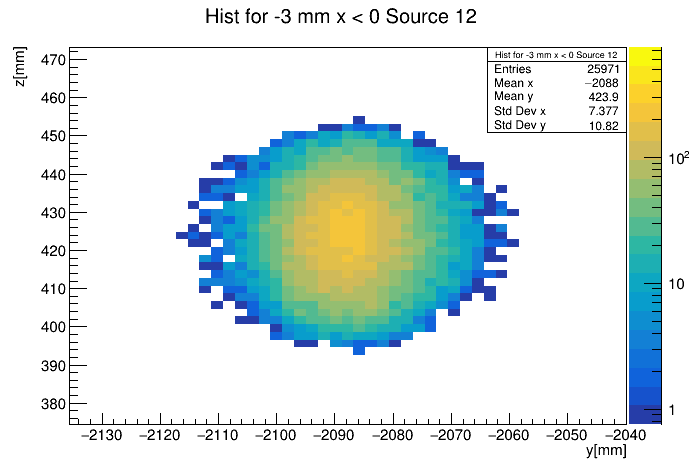 Hist for -3 mm x < 0 Source 12
z[mm]
Hist for -3 mm x < 0 Source 12
Entries 25971
Mean x −2088
Mean y 423.9
Std Dev x 7.377
Std Dev y 10.82
470
460
450
440
430
420
410
400
390
380
10²
10
1
−2130 −2120 −2110 −2100 −2090 −2080 −2070 −2060 −2050 −2040
y[mm]